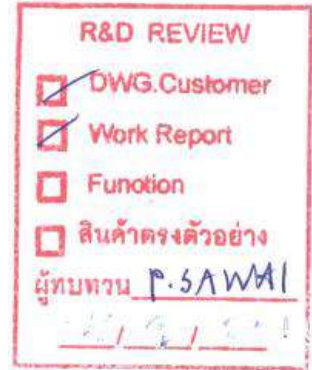 R&D REVIEW
DWG.Customer
Work Report
Function
สินค้าตรงตัวอย่าง
ผู้ทบทวน P.SAWAI